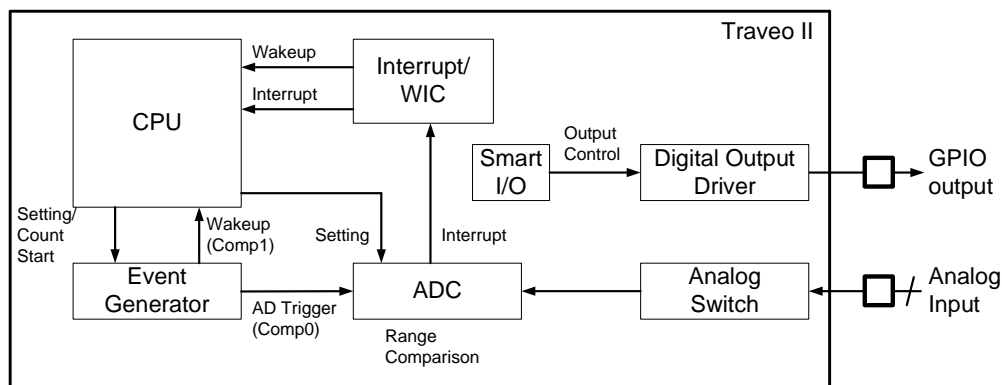 Traveo II
CPU
Wakeup
Interrupt
Interrupt/
WIC
Smart
I/O
Output
Control
Digital Output
Driver
GPIO
output
Setting/
Count
Start
Wakeup
(Comp1)
Setting
Interrupt
Event
Generator
AD Trigger
(Comp0)
ADC
Range
Comparison
Analog
Switch
Analog
Input